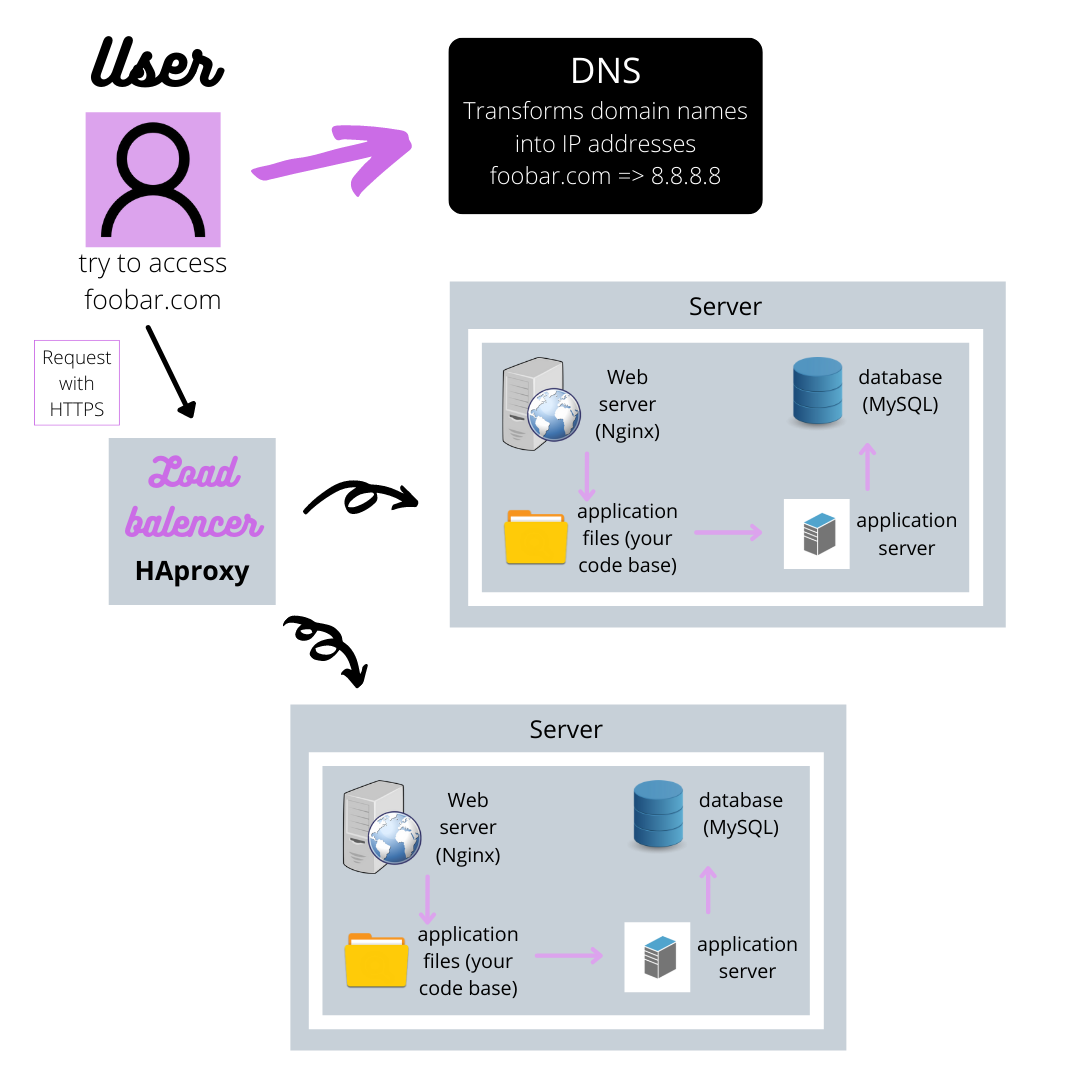 User
try to access
foobar.com
DNS
Transforms domain names
into IP addresses
foobar.com => 8.8.8.8
Request
with
HTTPS
Load
balencer
HAproxy
Server
Web
server
(Nginx)
database
(MySQL)
application
files (your
code base)
application
server
Server
Web
server
(Nginx)
database
(MySQL)
application
files (your
code base)
application
server